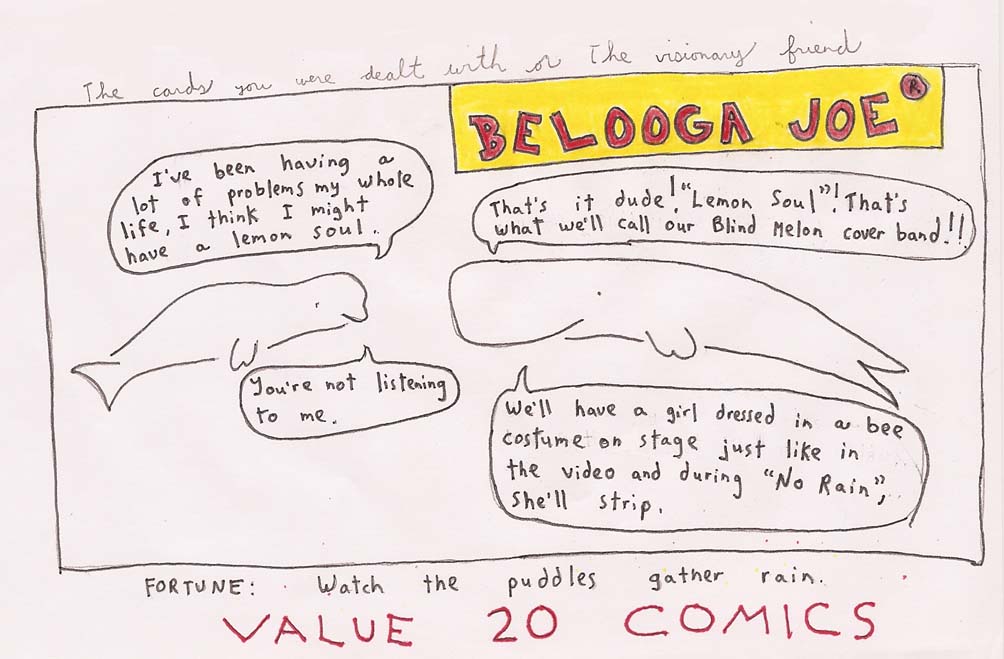 The cards you were dealt with or The visionary friend
BELOOGA JOE ®
I've been having a
lot of problems my whole
life, I think I might
have a lemon soul.
That's it dude! "Lemon Soul"! That's
what we'll call our Blind Melon cover band!!
You're not listening
to me.
We'll have a girl dressed in a bee
costume on stage just like in
the video and during "No Rain",
she'll strip.
FORTUNE: Watch the puddles gather rain.
VALUE 20 COMICS